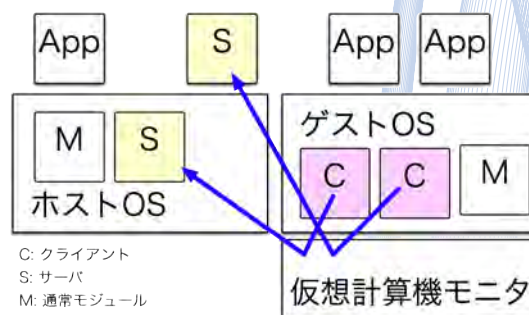 App
S
App
App
M
S
ホストOS
ゲストOS
C
C
M
C: クライアント
S: サーバ
M: 通常モジュール
仮想計算機モニタ